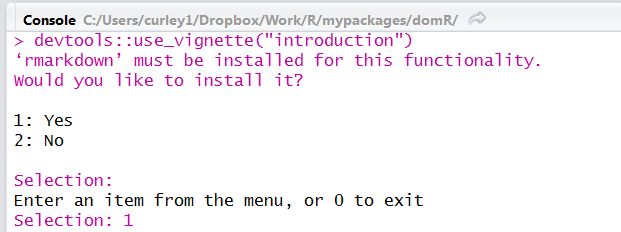 Console C:/Users/curley1/Dropbox/Work/R/mypackages/domR/
> devtools::use_vignette("introduction")
‘rmarkdown’ must be installed for this functionality.
Would you like to install it?
1: Yes
2: No
Selection:
Enter an item from the menu, or 0 to exit
Selection: 1